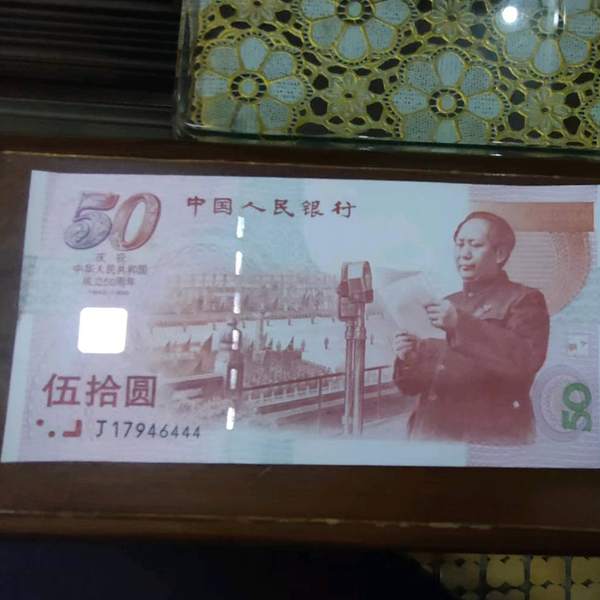 50
中国人民银行
庆祝
中华人民共和国
成立50周年
伍拾圆
J17946444
50